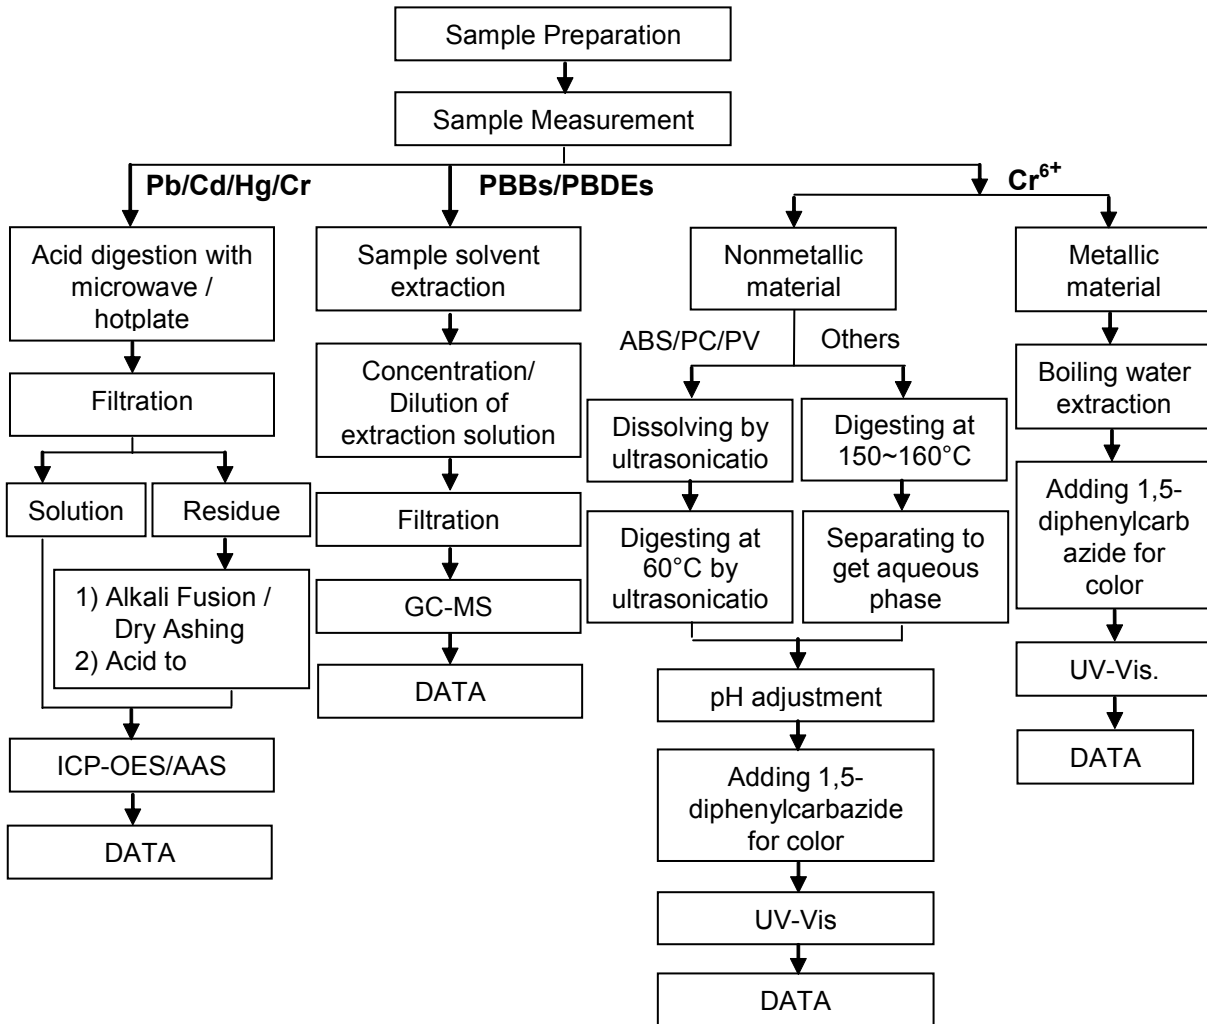 Sample Preparation
Sample Measurement
Pb/Cd/Hg/Cr
PBBs/PBDEs
Cr6+
Acid digestion with
microwave /
hotplate
Filtration
Solution
Residue
1) Alkali Fusion /
Dry Ashing
2) Acid to
ICP-OES/AAS
DATA
Sample solvent
extraction
Concentration/
Dilution of
extraction solution
Filtration
GC-MS
DATA
Nonmetallic
material
ABS/PC/PV
Others
Dissolving by
ultrasonicatio
Digesting at
60°C by
ultrasonicatio
Digesting at
150~160°C
Separating to
get aqueous
phase
pH adjustment
Adding 1,5-
diphenylcarbazide
for color
UV-Vis
DATA
Metallic
material
Boiling water
extraction
Adding 1,5-
diphenylcarb
azide for
color
UV-Vis.
DATA